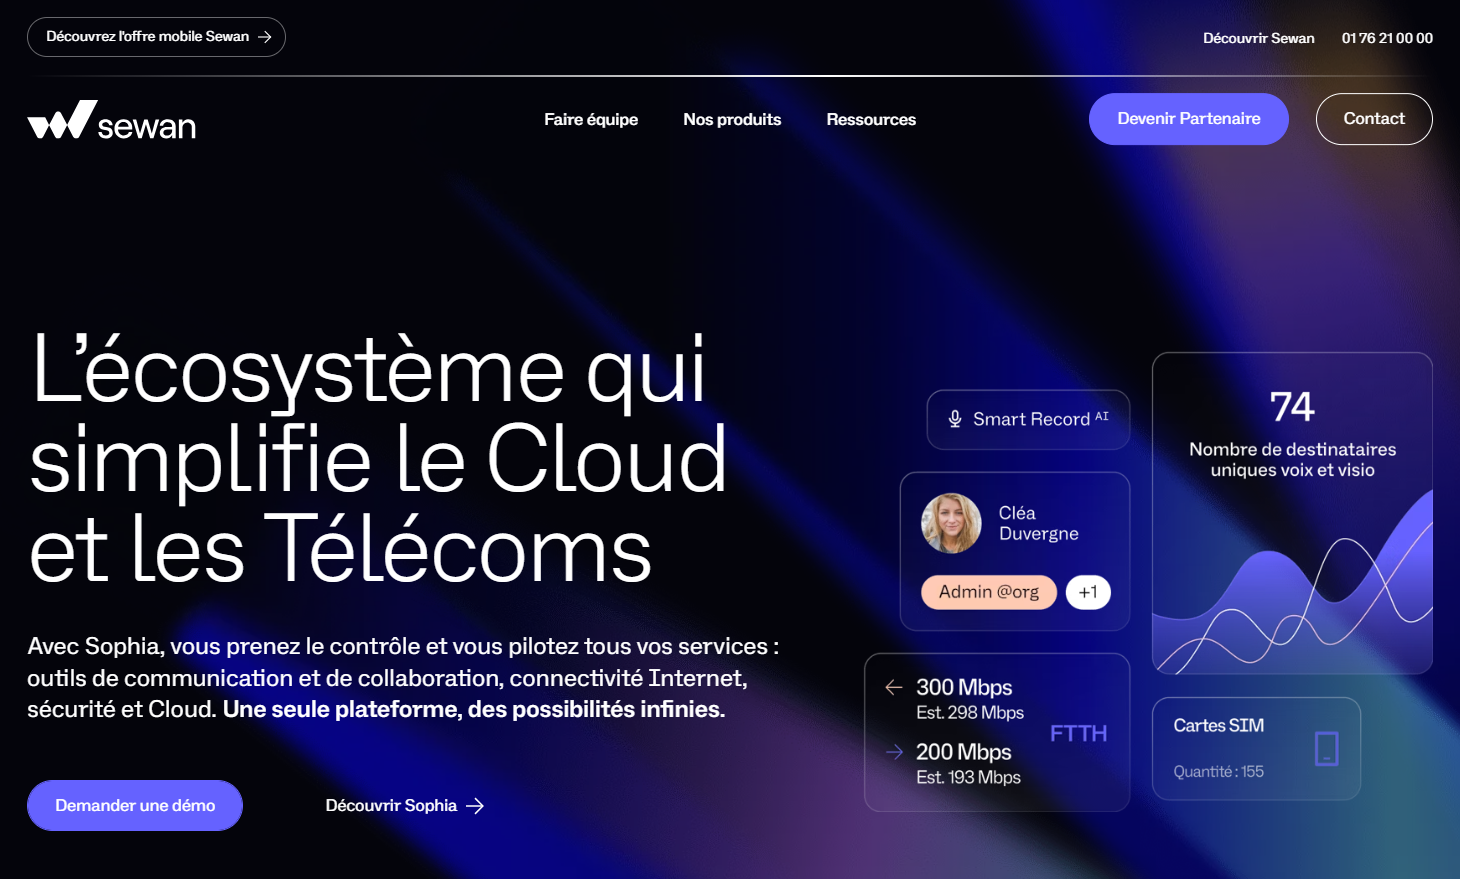 Découvrez l'offre mobile Sewan
Découvrir Sewan
01 76 21 00 00
sewan
Faire équipe
Nos produits
Ressources
Devenir Partenaire
Contact
L’écosystème qui
simplifie le Cloud
et les Télécoms
Avec Sophia, vous prenez le contrôle et vous pilotez tous vos services :
outils de communication et de collaboration, connectivité Internet,
sécurité et Cloud. Une seule plateforme, des possibilités infinies.
Demander une démo
Découvrir Sophia
Smart Record AI
Cléa
Duvergne
Admin @org
+1
300 Mbps
Est. 298 Mbps
FTTH
200 Mbps
Est. 193 Mbps
74
Nombre de destinataires
uniques voix et visio
Cartes SIM
Quantité : 155